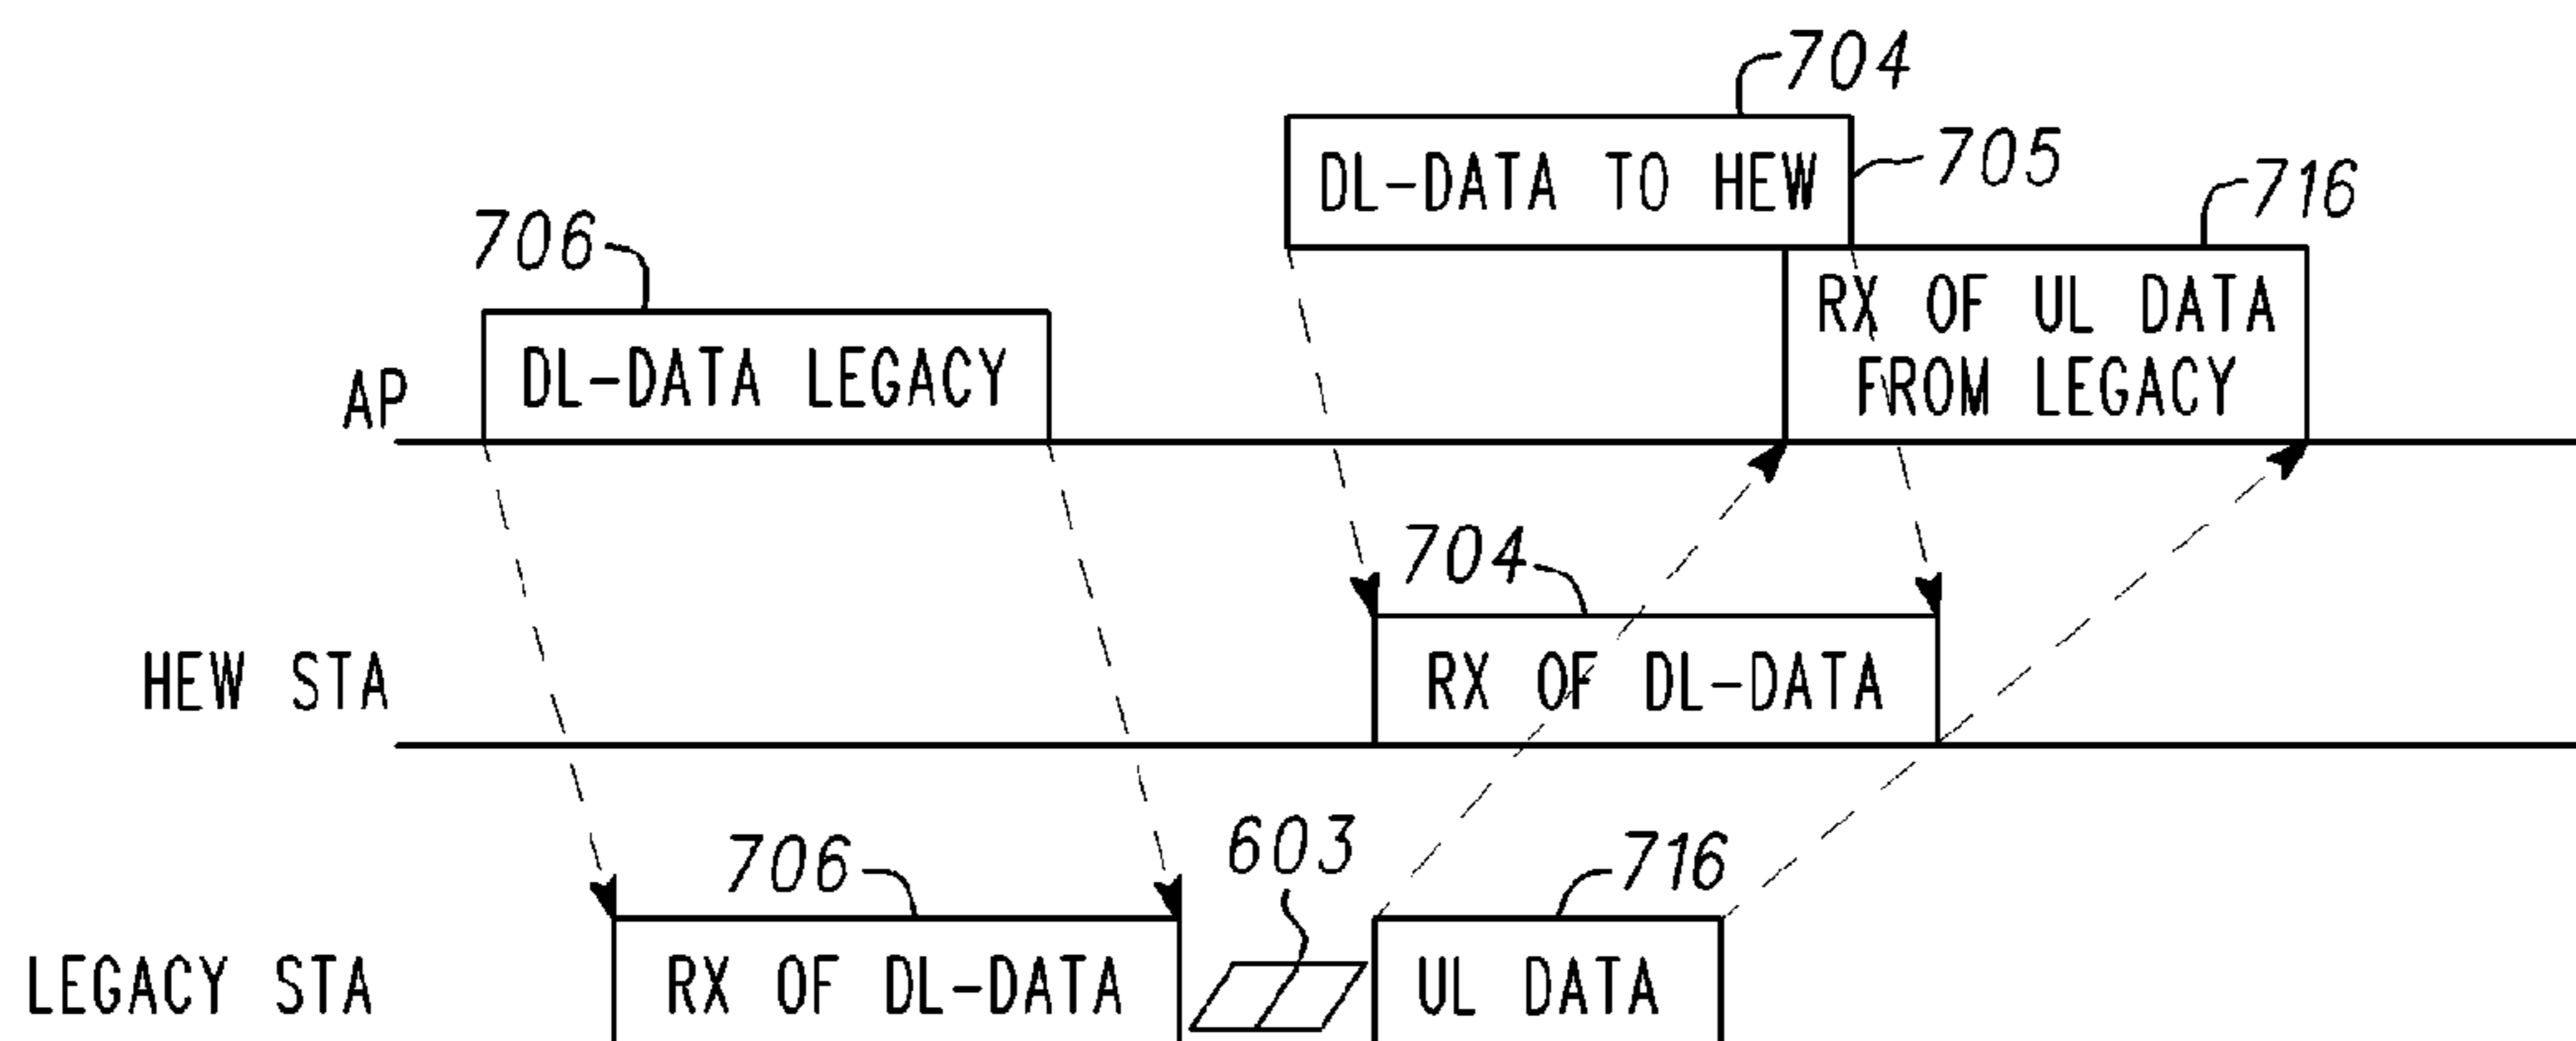 704
DL-DATA TO HEW
705
716
706
RX OF UL DATA
FROM LEGACY
DL-DATA LEGACY
AP
704
HEW STA
RX OF DL-DATA
706
603
716
LEGACY STA
RX OF DL-DATA
UL DATA